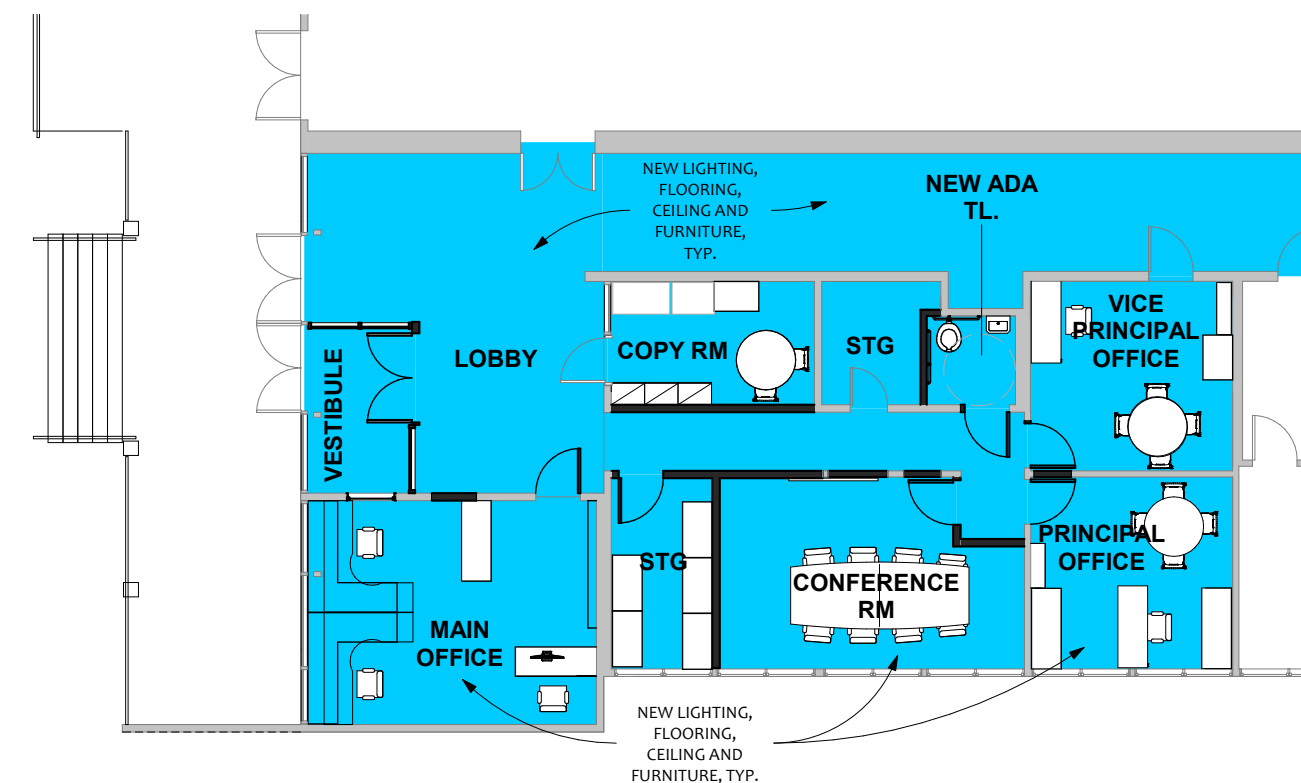 NEW LIGHTING,
FLOORING,
CEILING AND
FURNITURE,
TYP.
NEW ADA
TL.
VICE
PRINCIPAL
OFFICE
COPY RM
STG
LOBBY
VESTIBULE
STG
CONFERENCE
RM
PRINCIPAL
OFFICE
MAIN
OFFICE
NEW LIGHTING,
FLOORING,
CEILING AND
FURNITURE, TYP.